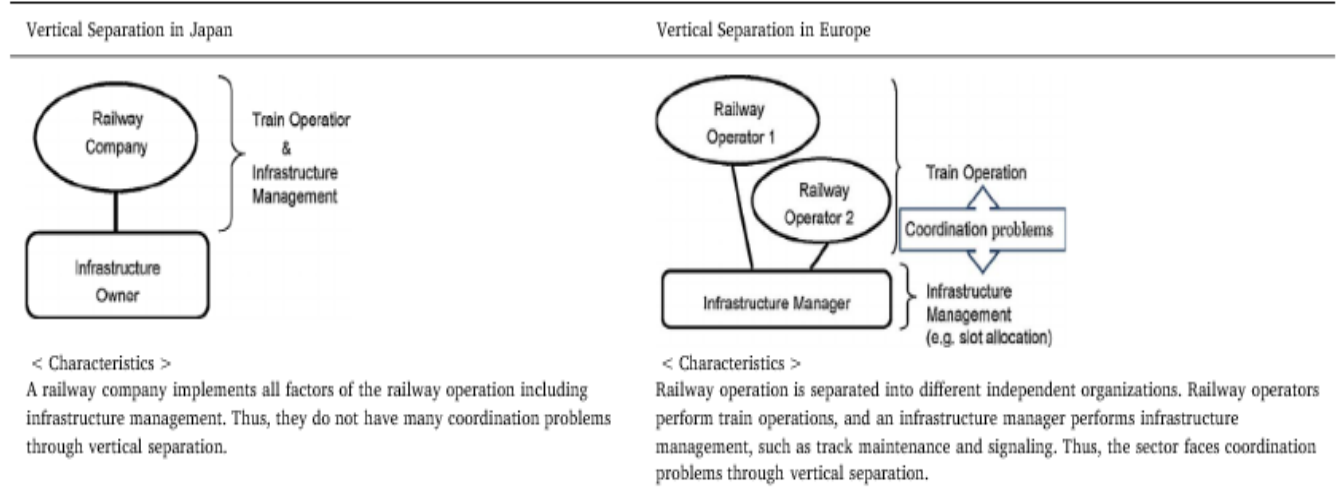 Vertical Separation in Japan
Vertical Separation in Europe
Railway
Company
Train Operatior
&
Infrastructure
Management
Infrastructure
Owner
Railway
Operator 1
Railway
Operator 2
Train Operation
Coordination problems
Infrastructure Manager
Infrastructure
Management
(e.g. slot allocation)
< Characteristics >
A railway company implements all factors of the railway operation including
infrastructure management. Thus, they do not have many coordination problems
through vertical separation.
< Characteristics >
Railway operation is separated into different independent organizations. Railway operators
perform train operations, and an infrastructure manager performs infrastructure
management, such as track maintenance and signaling. Thus, the sector faces coordination
problems through vertical separation.